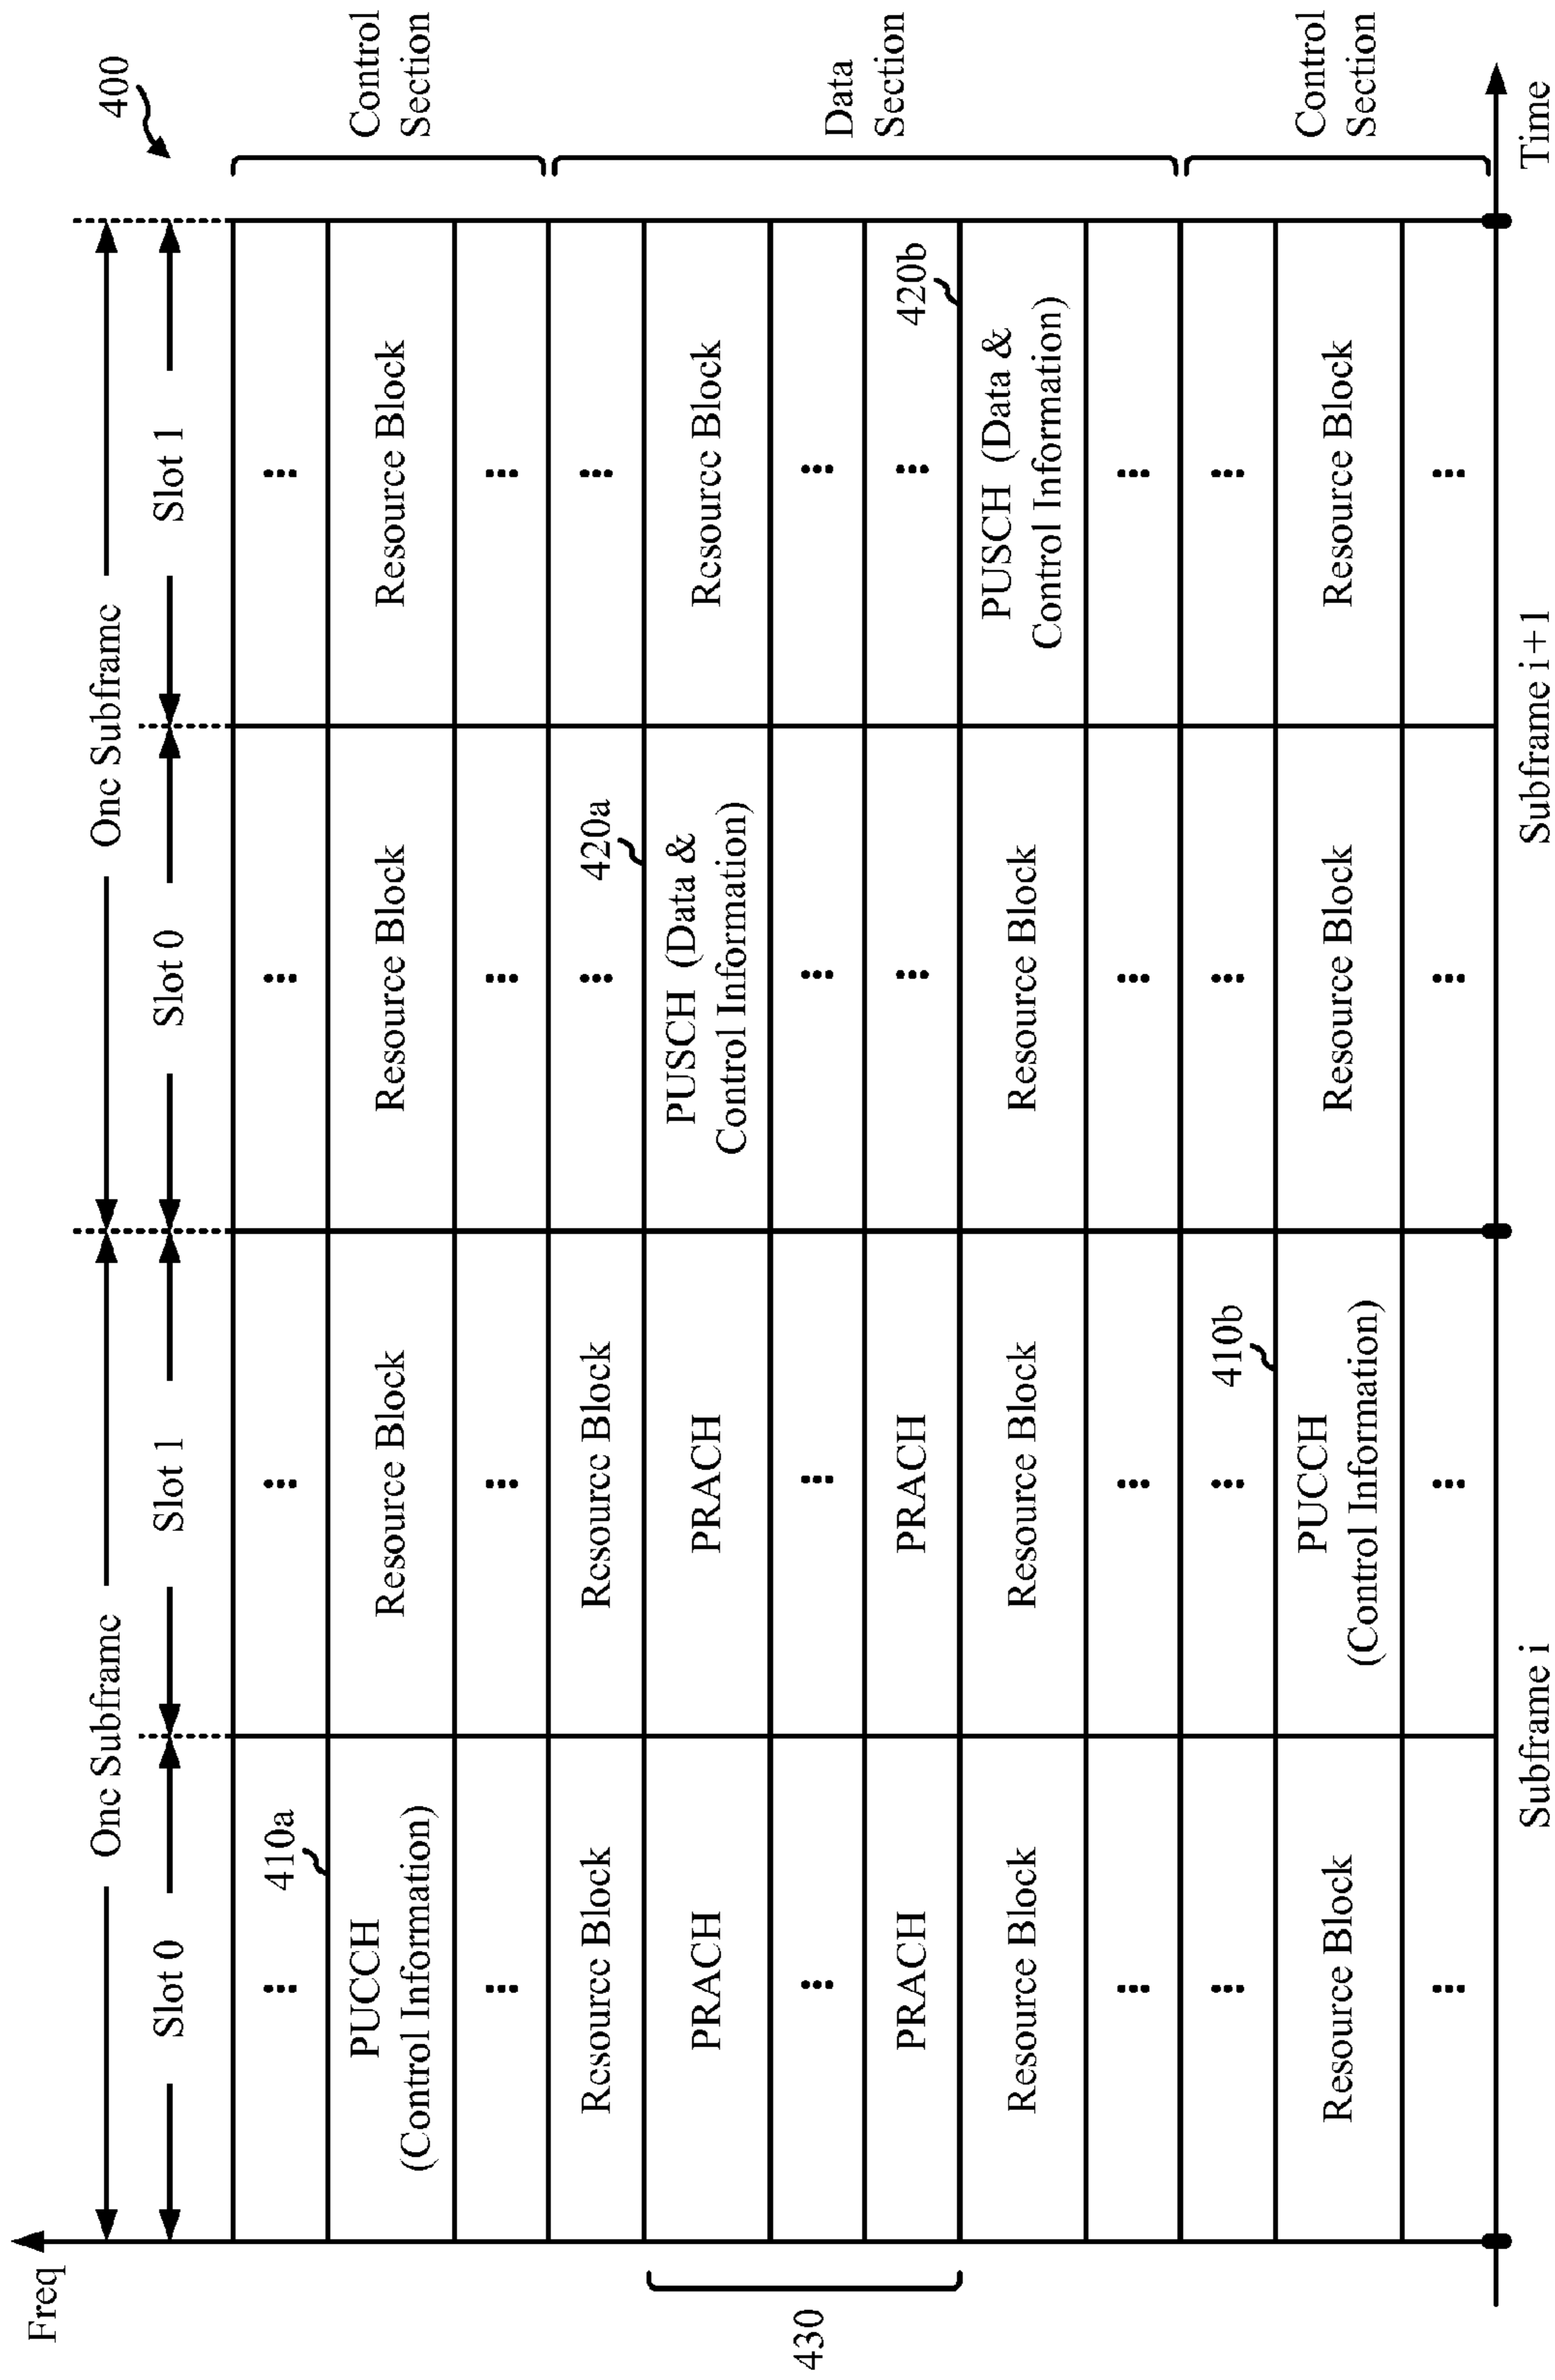 400
Freq
One Subframe
One Subframe
Slot 0
Slot 1
Slot 0
Slot 1
Control
Section
Data
Section
Control
Section
...
410a
...
...
...
PUCCH
(Control Information)
Resource Block
Resource Block
Resource Block
...
...
...
...
Resource Block
Resource Block
...
420a
...
430
PRACH
PRACH
PUSCH (Data &
Control Information)
Resource Block
...
...
...
...
PRACH
PRACH
...
...
420b
Resource Block
Resource Block
Resource Block
PUSCH (Data &
Control Information)
...
...
...
...
...
...
410b
...
...
Resource Block
PUCCH
(Control Information)
Resource Block
Resource Block
...
...
...
...
Subframe i
Subframe i+1
Time